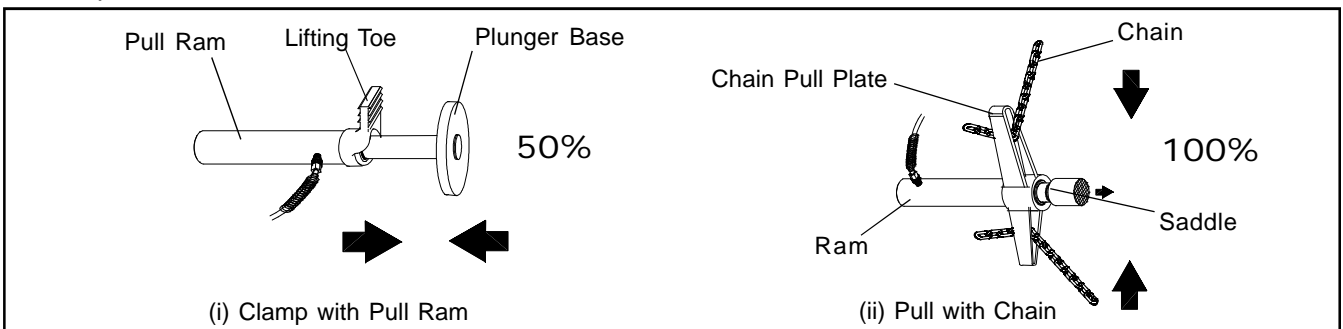 Pull Ram
Lifting Toe
Plunger Base
50%
(i) Clamp with Pull Ram
Chain
Chain Pull Plate
100%
Saddle
Ram
(ii) Pull with Chain